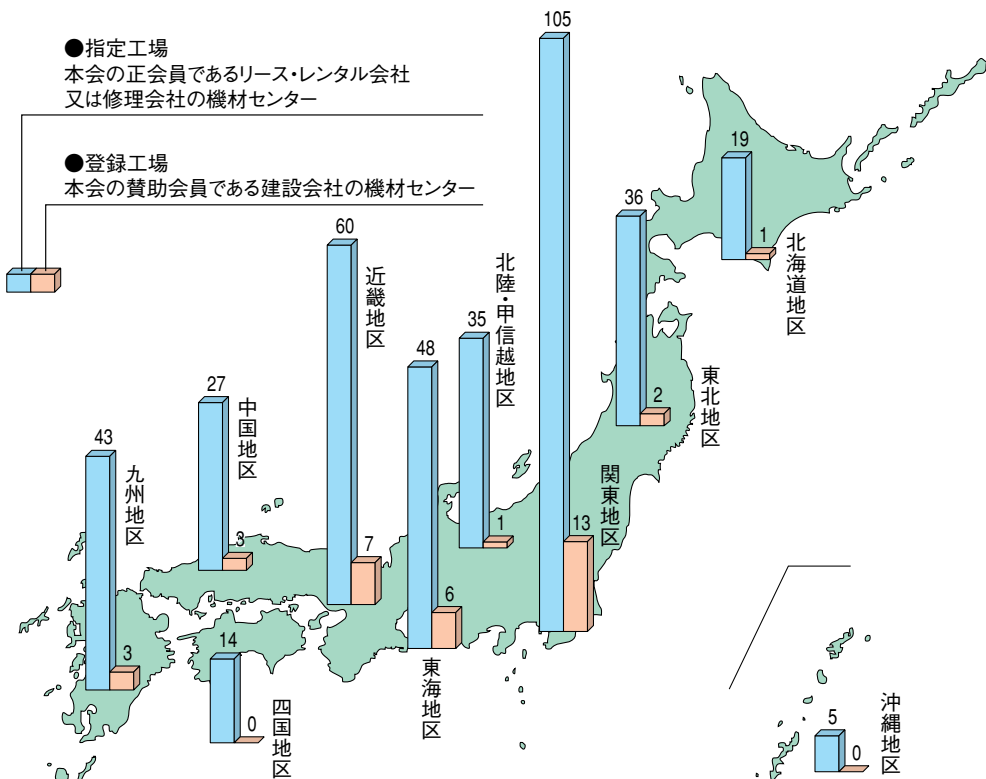 ●指定工場
本会の正会員であるリース・レンタル会社
又は修理会社の機材センター
●登録工場
本会の賛助会員である建設会社の機材センター
105
13
関東地区
19
1
北海道地区
36
2
東北地区
35
1
北陸・甲信越地区
60
7
近畿地区
48
6
東海地区
27
3
中国地区
43
3
九州地区
14
0
四国地区
5
0
沖縄地区